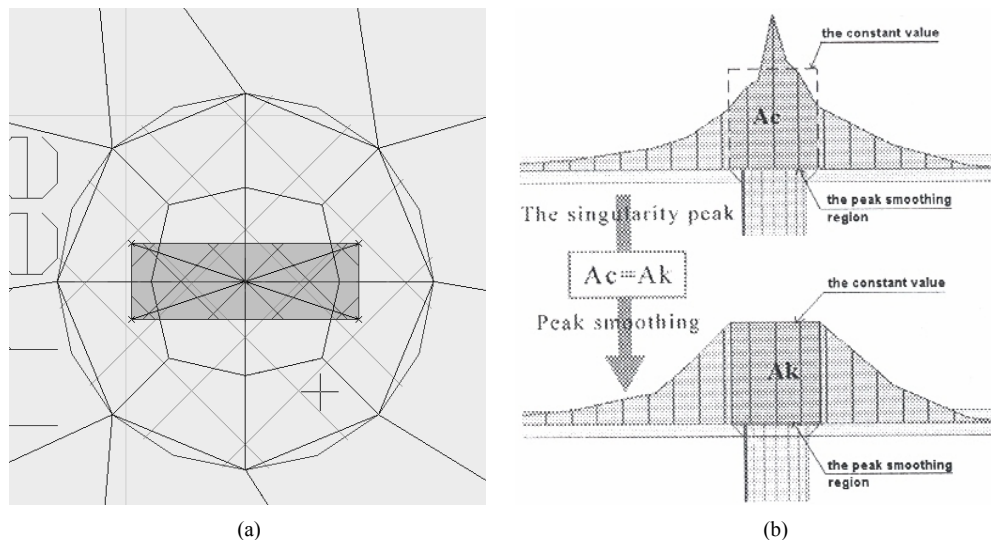 the constant value
Ac
the peak smoothing
region
The singularity peak
Ac=Ak
Peak smoothing
the constant value
Ak
the peak smoothing
region
(a)
(b)